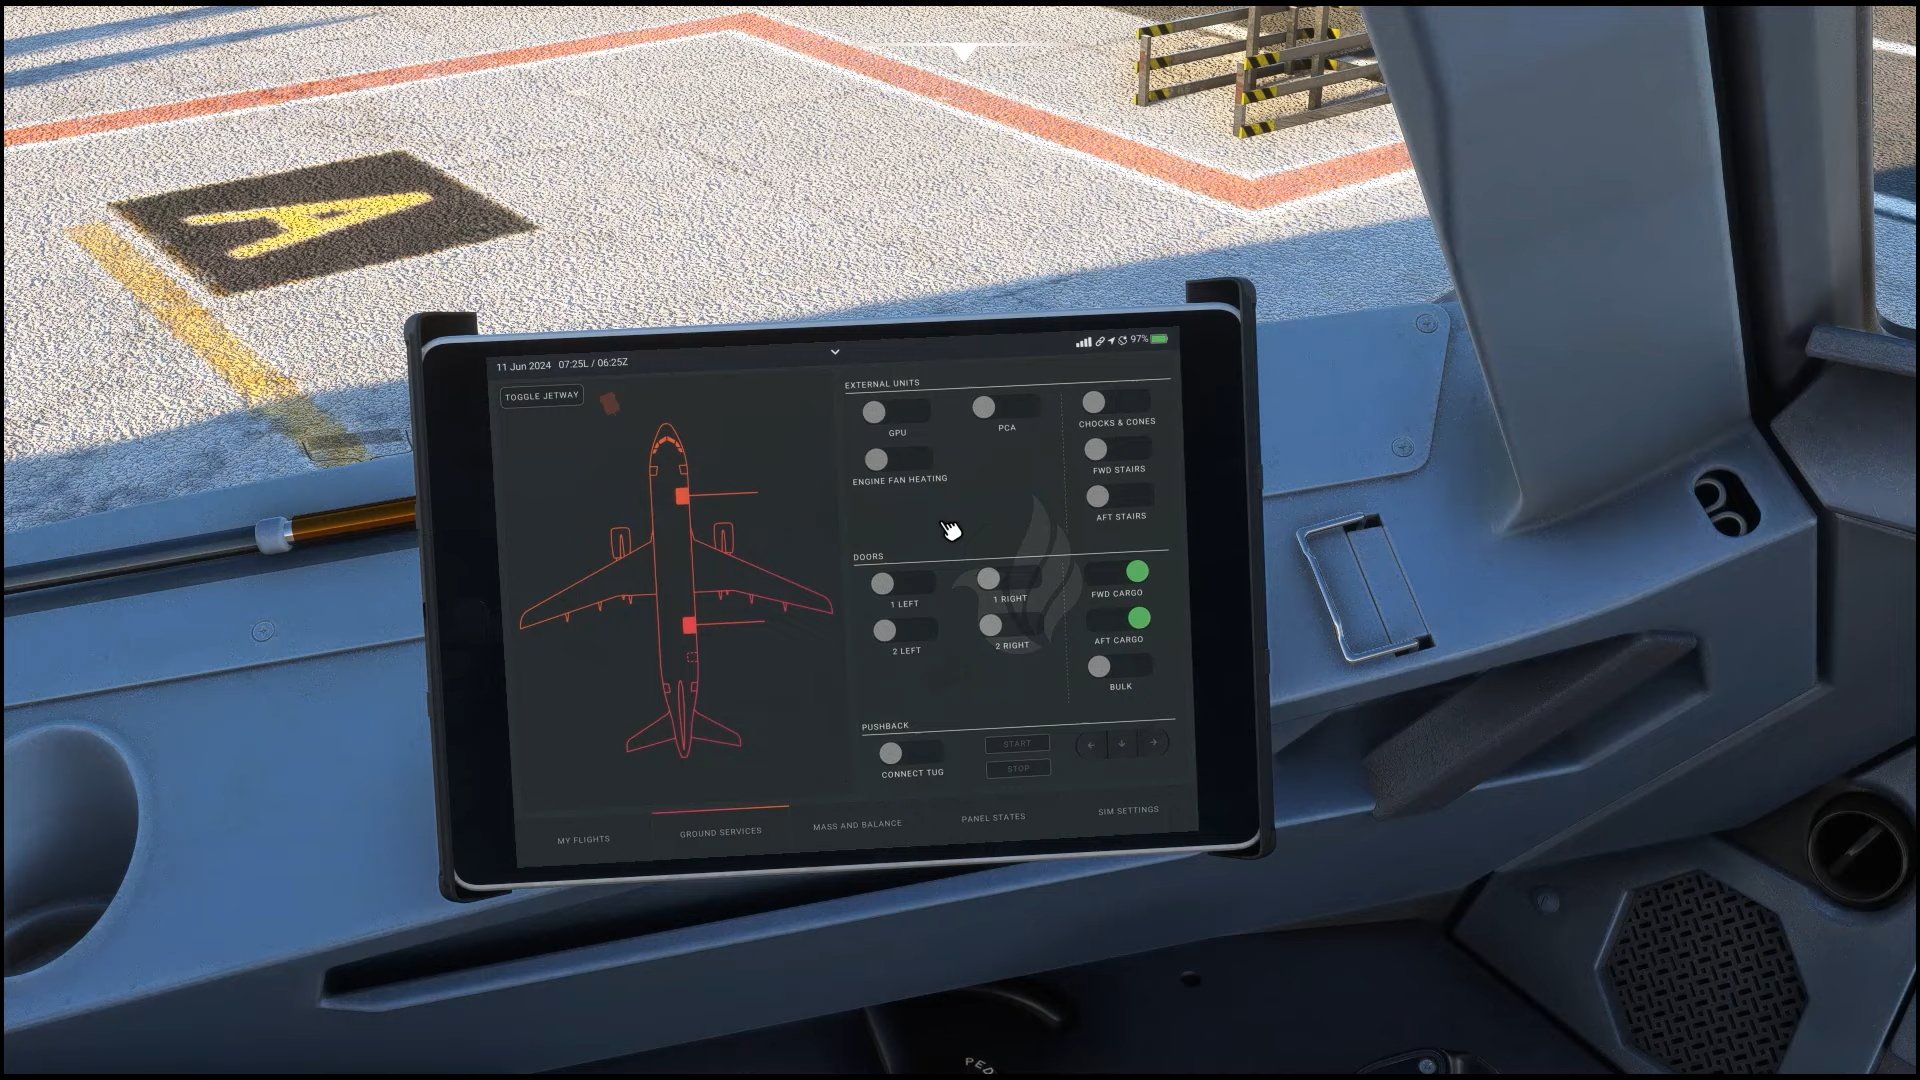 A
11 Jun 2024 07:25L / 06:25Z
97%
TOGGLE JETWAY
EXTERNAL UNITS
GPU
PCA
CHOCKS & CONES
ENGINE FAN HEATING
FWD STAIRS
AFT STAIRS
DOORS
1 LEFT
1 RIGHT
FWD CARGO
2 LEFT
2 RIGHT
AFT CARGO
BULK
PUSHBACK
CONNECT TUG
START
STOP
MY FLIGHTS
GROUND SERVICES
MASS AND BALANCE
PANEL STATES
SIM SETTINGS
PED